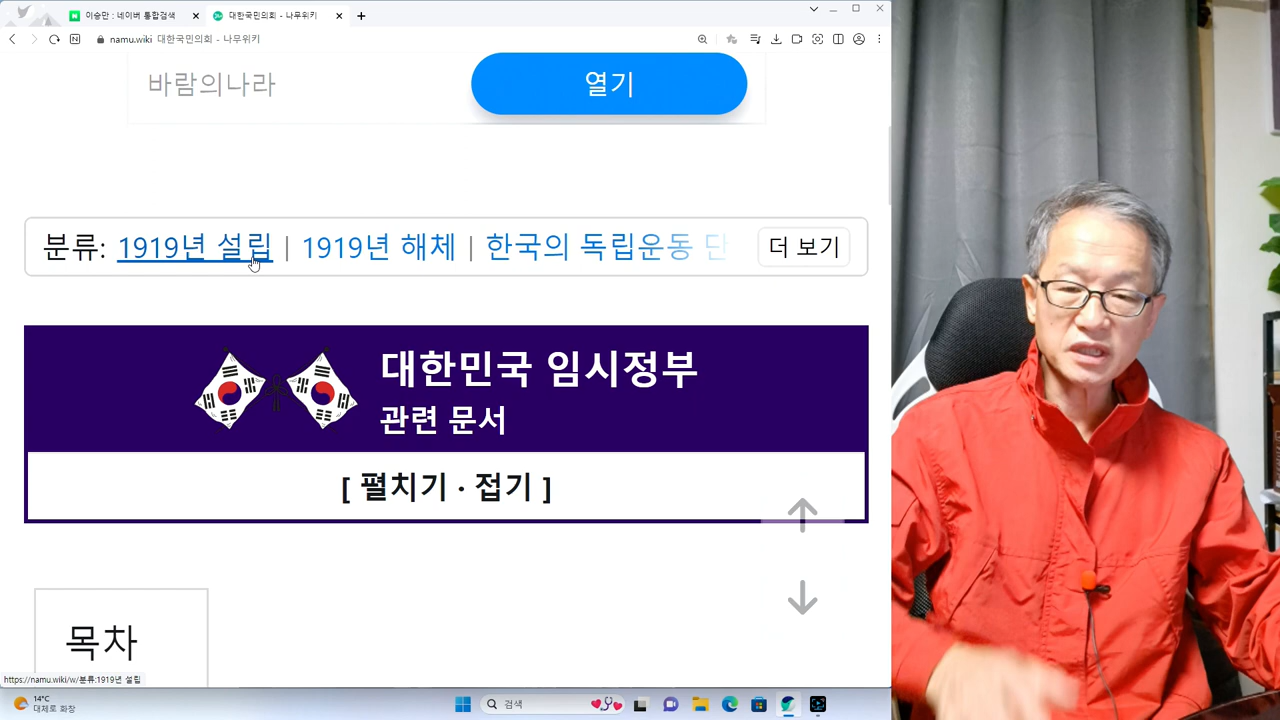 이승만 : 네이버 통합검색
대한국민의회 - 나무위키
namu.wiki 대한국민의회 - 나무위키
바람의나라
열기
분류: 1919년 설립 | 1919년 해체 | 한국의 독립운동 단
더 보기
대한민국 임시정부
관련 문서
[ 펼치기 · 접기 ]
목차
https://namu.wiki/w/분류:1919년 설립
14°C
대체로 화창
검색